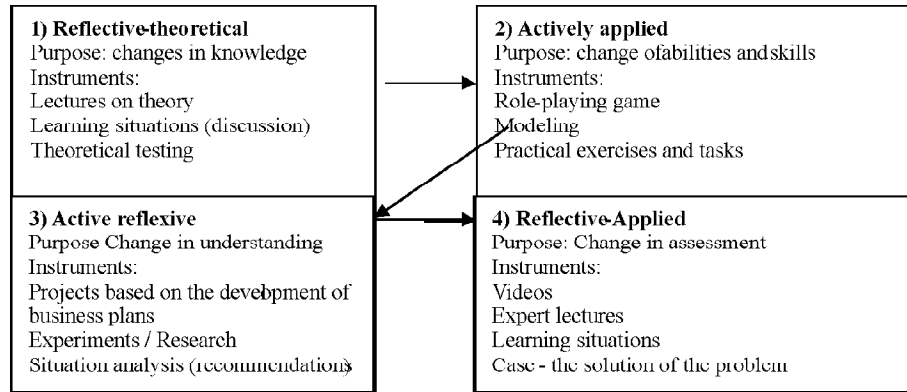 1) Reflective-theoretical
Purpose: changes in knowledge
Instruments:
Lectures on theory
Learning situations (discussion)
Theoretical testing
2) Actively applied
Purpose: change ofabilities and skills
Instruments:
Role-playing game
Modeling
Practical exercises and tasks
3) Active reflexive
Purpose Change in understanding
Instruments:
Projects based on the development of
business plans
Experiments / Research
Situation analysis (recommendations)
4) Reflective-Applied
Purpose: Change in assessment
Instruments:
Videos
Expert lectures
Learning situations
Case - the solution of the problem